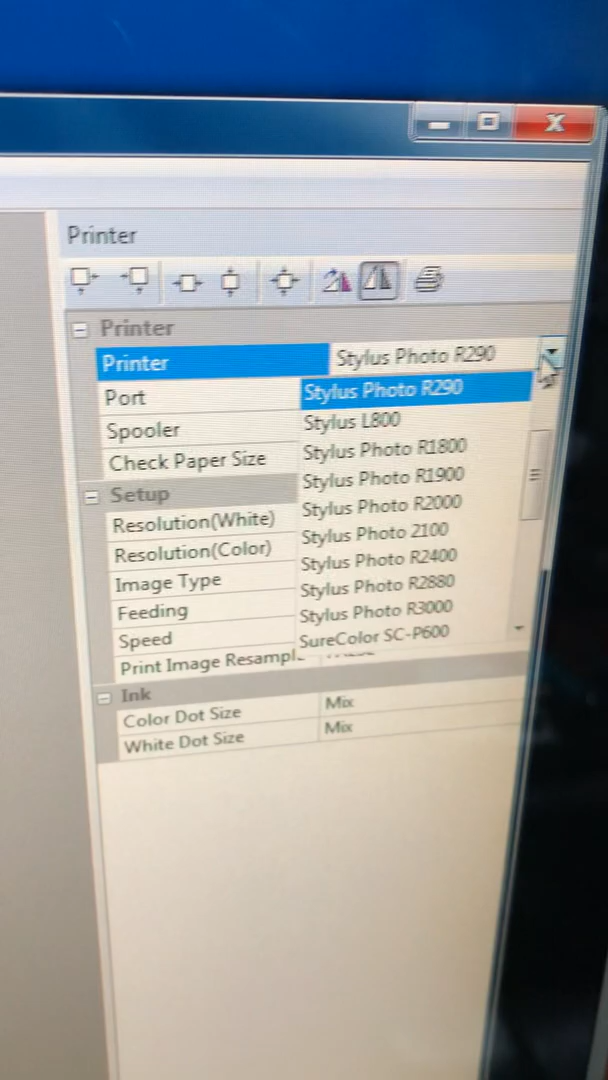 Printer
Printer
Printer Stylus Photo R290
Port Stylus Photo R290
Spooler Stylus L800
Check Paper Size Stylus Photo R1800
Stylus Photo R1900
Setup
Resolution(White) Stylus Photo R2000
Resolution(Color) Stylus Photo 2100
Image Type Stylus Photo R2400
Feeding Stylus Photo R2880
Speed Stylus Photo R3000
SureColor SC-P600
Print Image Resampl
Ink
Color Dot Size Mix
White Dot Size Mix